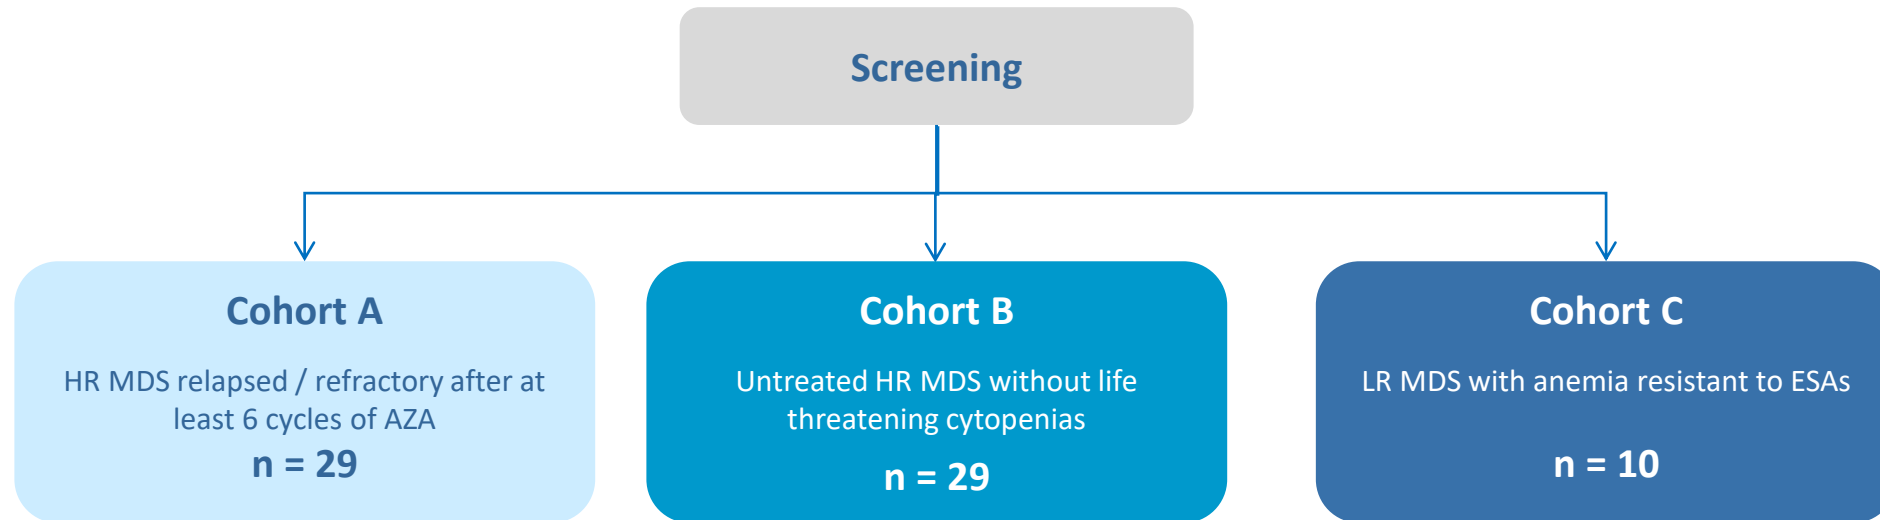 Screening
Cohort A
HR MDS relapsed / refractory after at
least 6 cycles of AZA
n = 29
Cohort B
Untreated HR MDS without life
threatening cytopenias
n = 29
Cohort C
LR MDS with anemia resistant to ESAs
n = 10